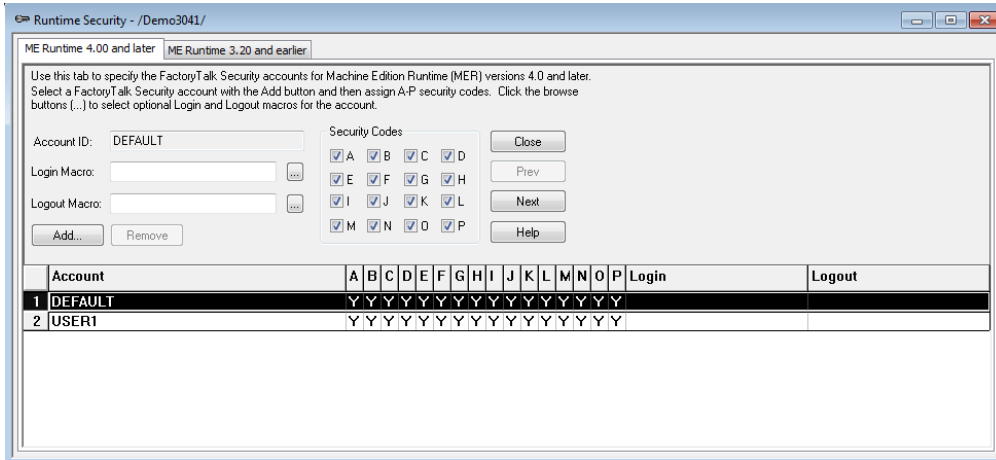 Runtime Security - /Demo3041/
ME Runtime 4.00 and later ME Runtime 3.20 and earlier
Use this tab to specify the FactoryTalk Security accounts for Machine Edition Runtime (MER) versions 4.0 and later.
Select a FactoryTalk Security account with the Add button and then assign A-P security codes. Click the browse
buttons (...) to select optional Login and Logout macros for the account.
Account ID: DEFAULT
Login Macro: ...
Logout Macro: ...
Add... Remove
Security Codes
A B C D
E F G H
I J K L
M N O P
Close
Prev
Next
Help
Account A B C D E F G H I J K L M N O P Login Logout
1 DEFAULT Y Y Y Y Y Y Y Y Y Y Y Y Y Y Y Y
2 USER1 Y Y Y Y Y Y Y Y Y Y Y Y Y Y Y Y